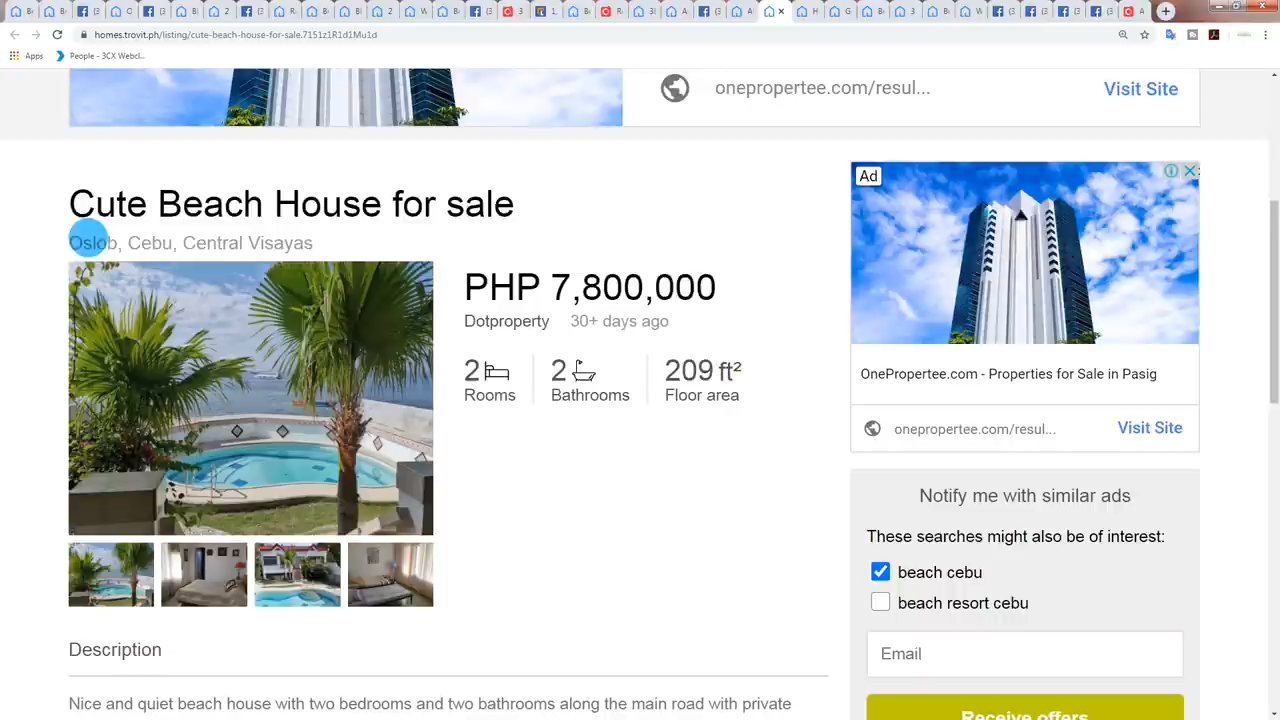 homes.trovit.ph/listing/cute-beach-house-for-sale.7151z1R1d1Mu1d
Apps
People - 3CX Webcl...
onepropertee.com/resul...
Visit Site
Cute Beach House for sale
Oslob, Cebu, Central Visayas
PHP 7,800,000
Dotproperty 30+ days ago
2 2 209 ft²
Rooms Bathrooms Floor area
Description
Nice and quiet beach house with two bedrooms and two bathrooms along the main road with private
Ad
OnePropertee.com - Properties for Sale in Pasig
onepropertee.com/resul...
Visit Site
Notify me with similar ads
These searches might also be of interest:
beach cebu
beach resort cebu
Email
Receive offers